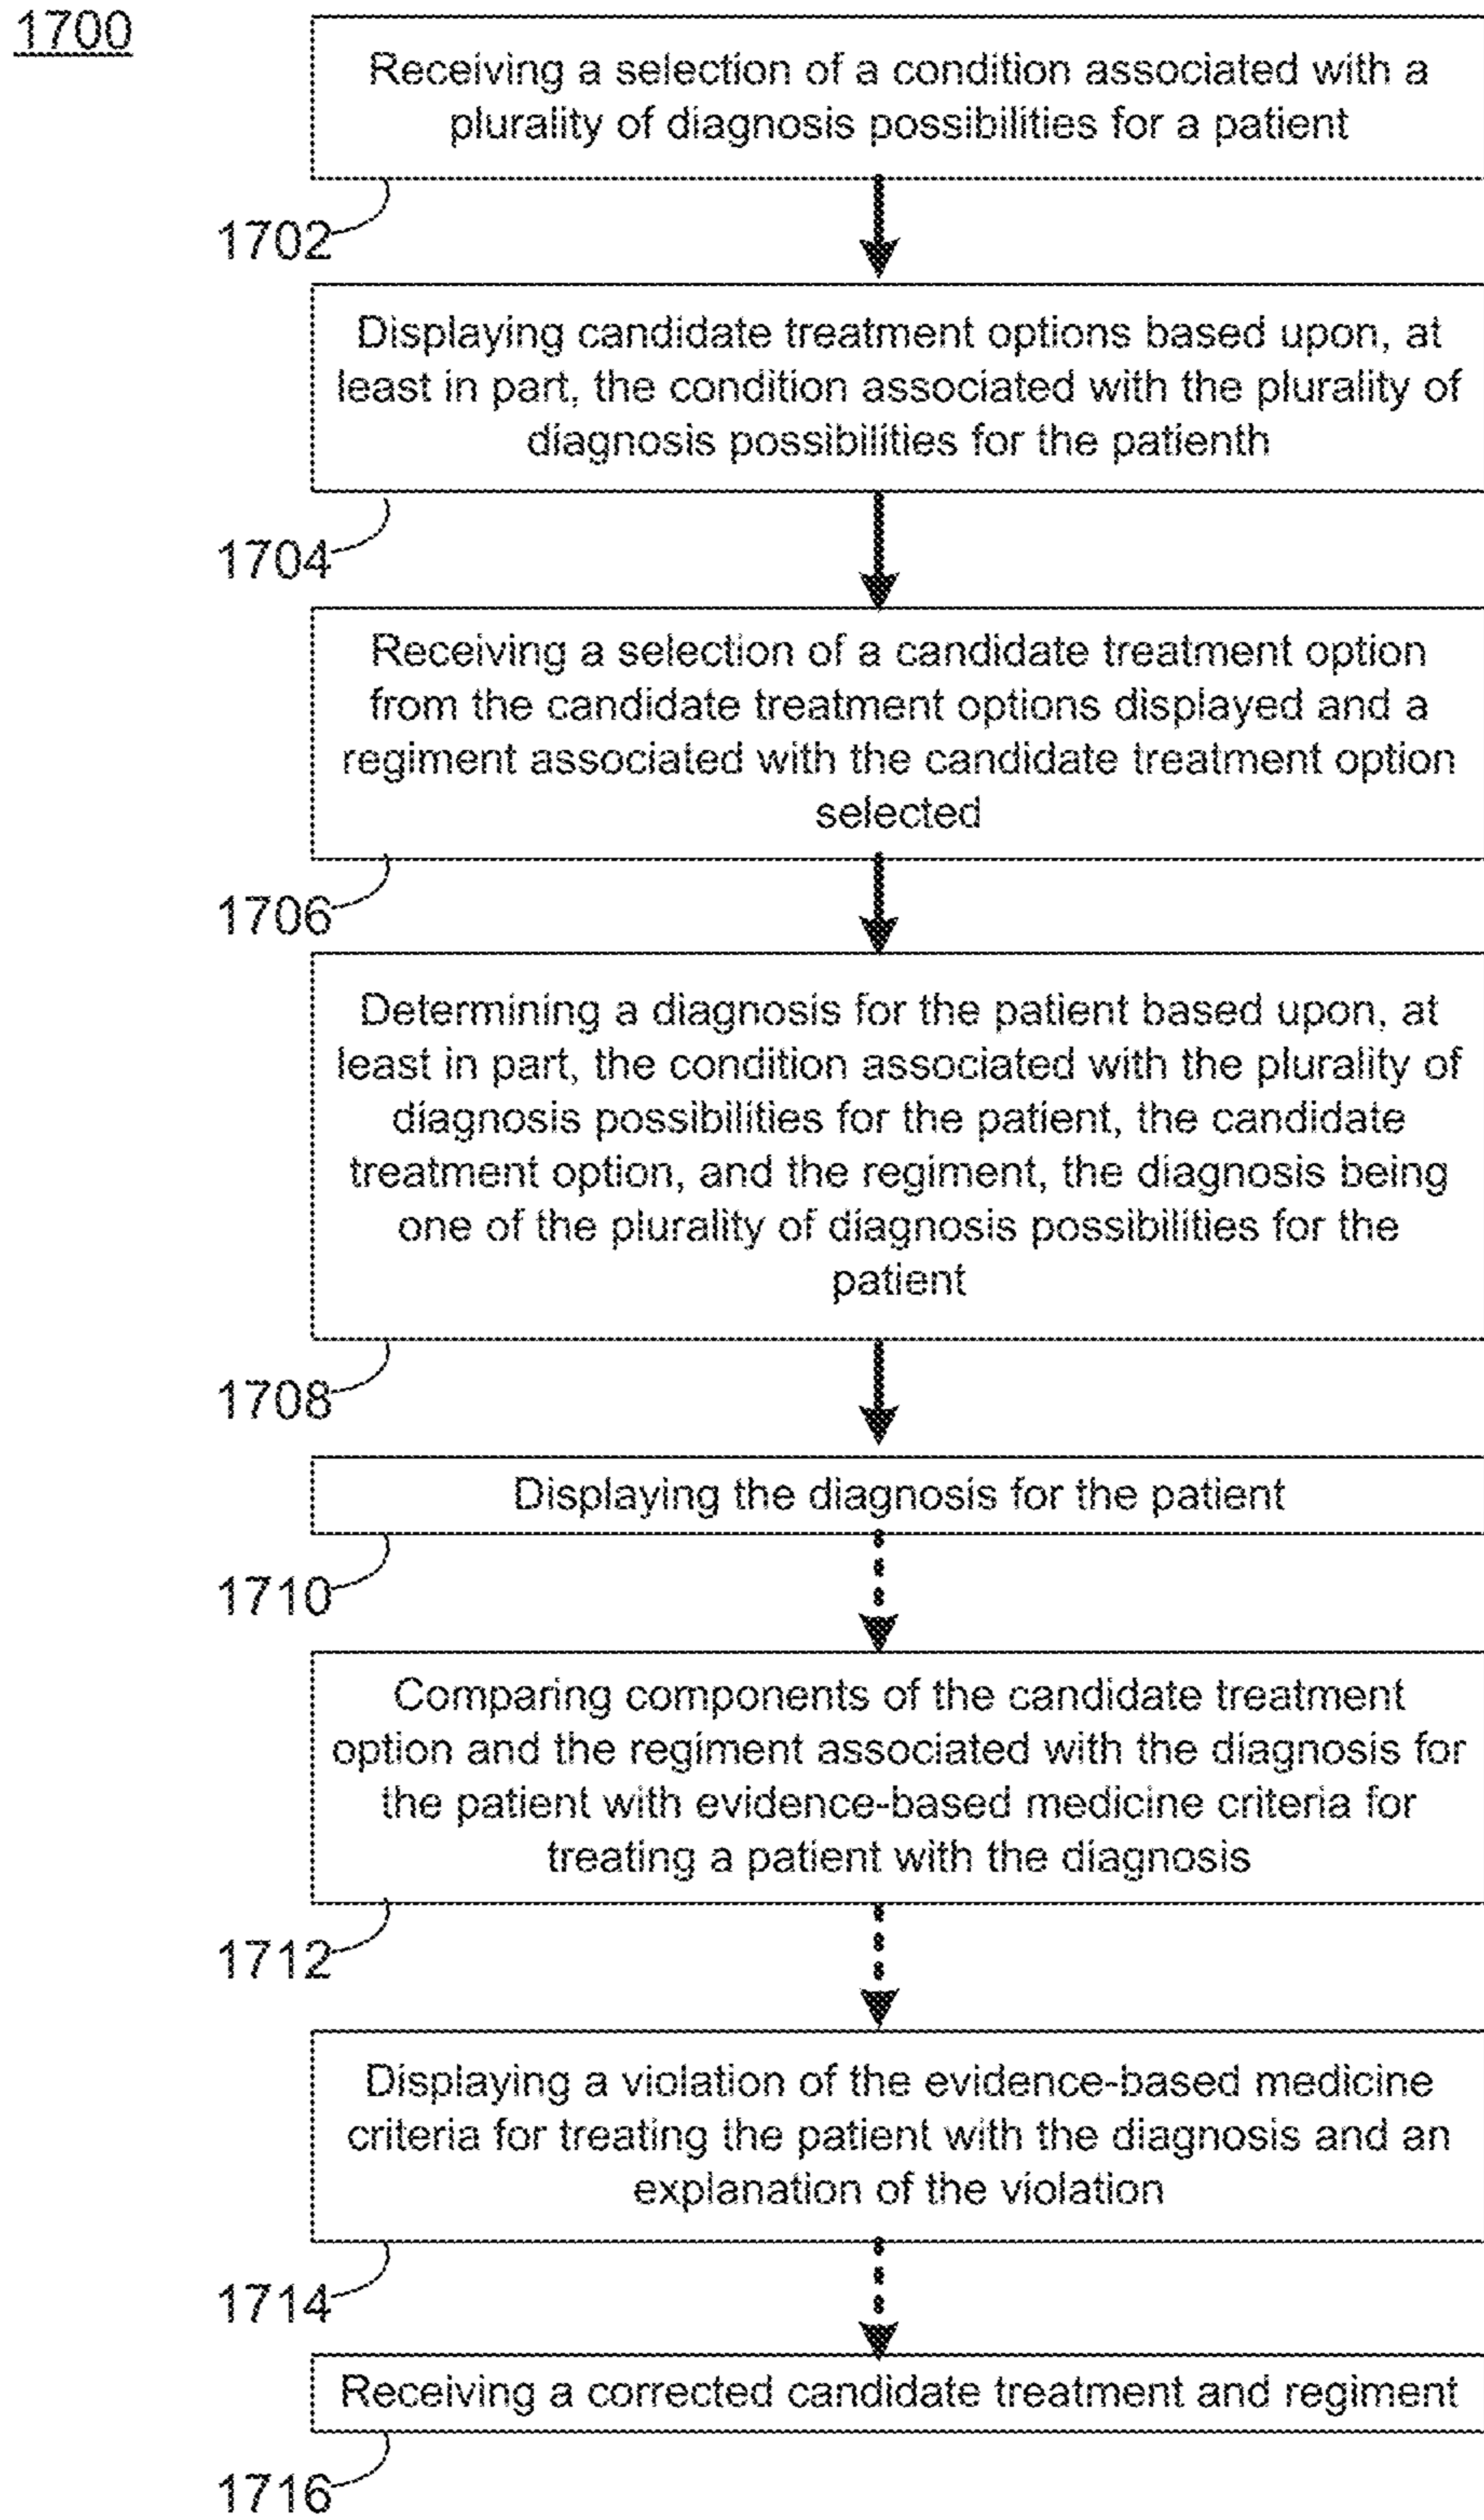 1700
Receiving a selection of a condition associated with a
plurality of diagnosis possibilities for a patient
1702
Displaying candidate treatment options based upon, at
least in part, the condition associated with the plurality of
diagnosis possibilities for the patienth
1704
Receiving a selection of a candidate treatment option
from the candidate treatment options displayed and a
regiment associated with the candidate treatment option
selected
1706
Determining a diagnosis for the patient based upon, at
least in part, the condition associated with the plurality of
diagnosis possibilities for the patient, the candidate
treatment option, and the regiment, the diagnosis being
one of the plurality of diagnosis possibilities for the
patient
1708
Displaying the diagnosis for the patient
1710
Comparing components of the candidate treatment
option and the regiment associated with the diagnosis for
the patient with evidence-based medicine criteria for
treating a patient with the diagnosis
1712
Displaying a violation of the evidence-based medicine
criteria for treating the patient with the diagnosis and an
explanation of the violation
1714
Receiving a corrected candidate treatment and regiment
1716